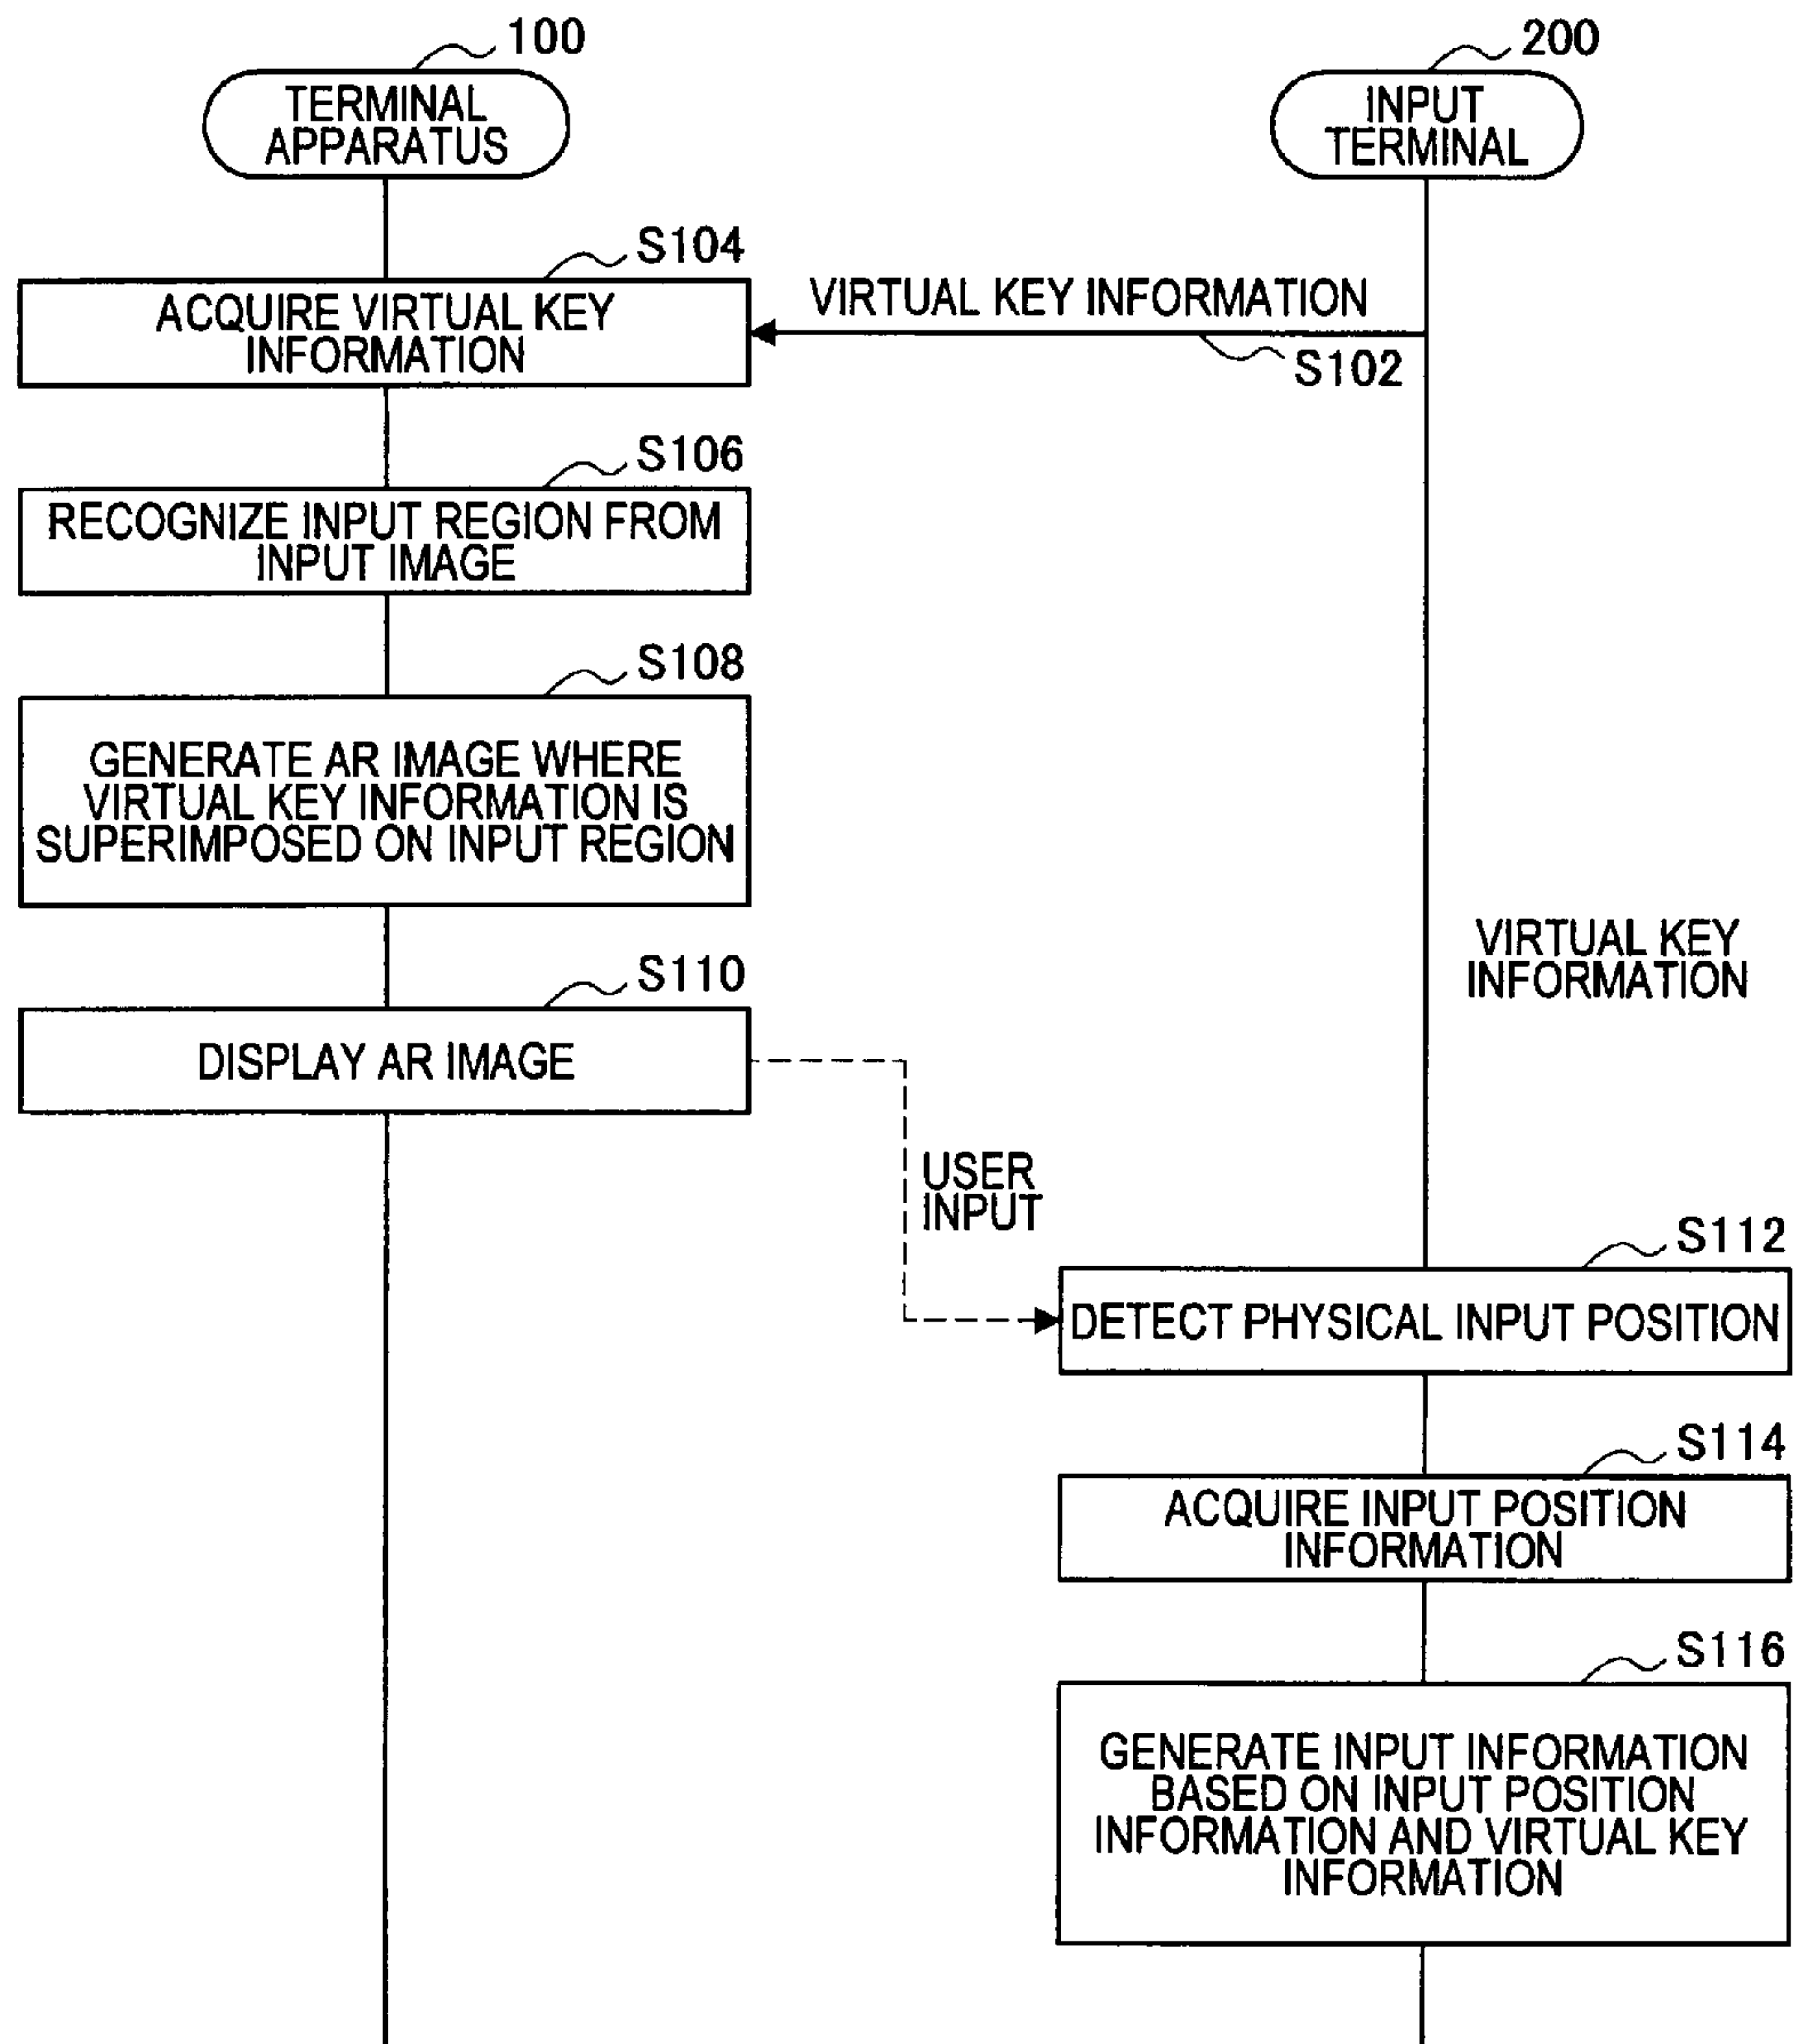 100
TERMINAL
APPARATUS
200
INPUT
TERMINAL
S104
ACQUIRE VIRTUAL KEY
INFORMATION
VIRTUAL KEY INFORMATION
S102
S106
RECOGNIZE INPUT REGION FROM
INPUT IMAGE
S108
GENERATE AR IMAGE WHERE
VIRTUAL KEY INFORMATION IS
SUPERIMPOSED ON INPUT REGION
VIRTUAL KEY
INFORMATION
S110
DISPLAY AR IMAGE
USER
INPUT
S112
DETECT PHYSICAL INPUT POSITION
S114
ACQUIRE INPUT POSITION
INFORMATION
S116
GENERATE INPUT INFORMATION
BASED ON INPUT POSITION
INFORMATION AND VIRTUAL KEY
INFORMATION